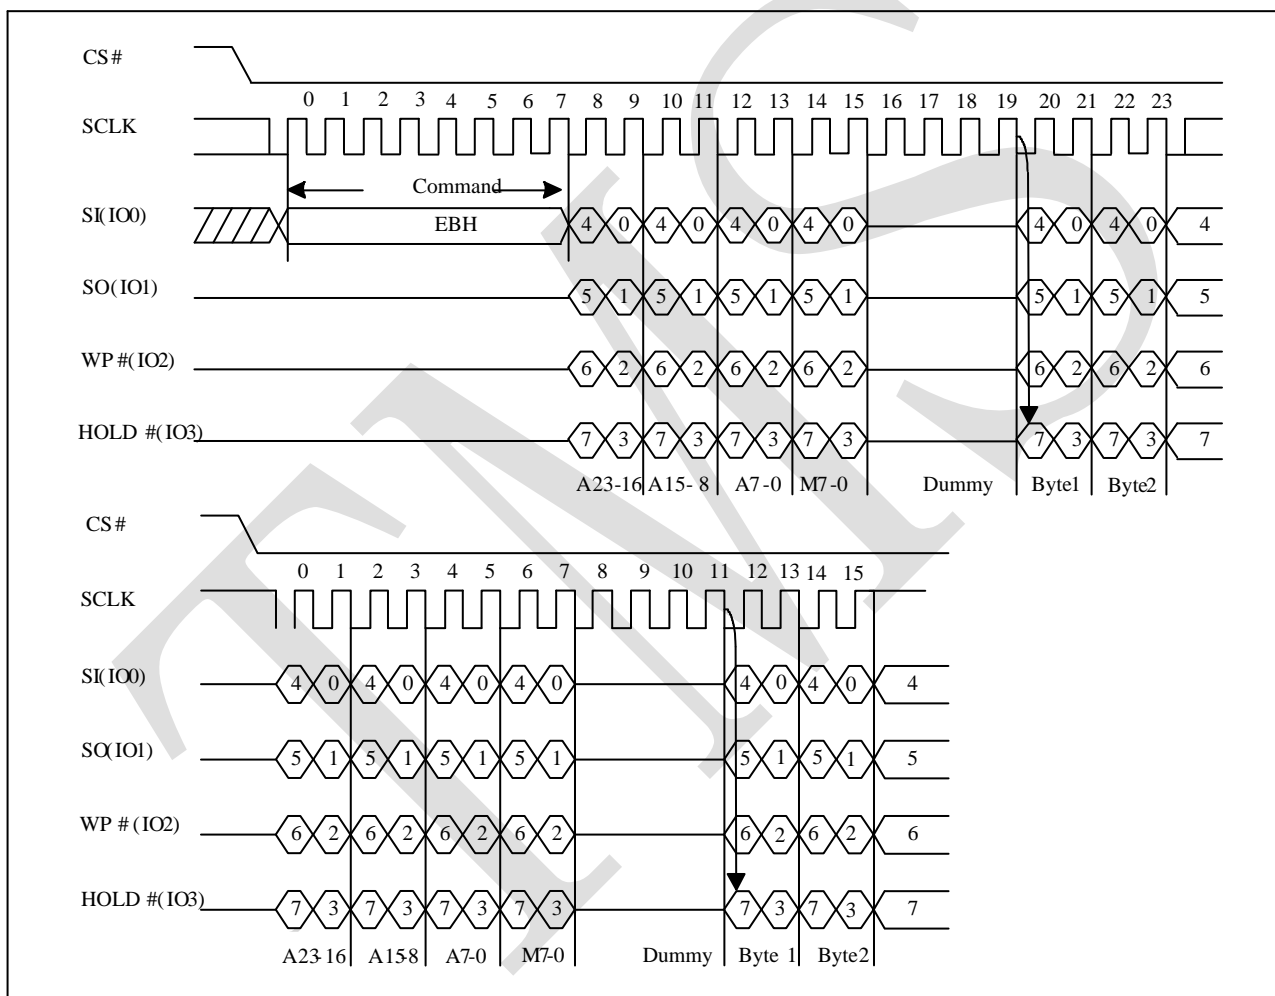 CS#
0 1 2 3 4 5 6 7 8 9 10 11 12 13 14 15 16 17 18 19 20 21 22 23
SCLK
Command
SI(IO0) EBH 4 0 4 0 4 0 4 0 4 0 4 0 4
SO(IO1) 5 1 5 1 5 1 5 1 5 1 5 1 5
WP#(IO2) 6 2 6 2 6 2 6 2 6 2 6 2 6
HOLD#(IO3) 7 3 7 3 7 3 7 3 7 3 7 3 7
A23-16 A15-8 A7-0 M7-0 Dummy Byte1 Byte2
CS#
0 1 2 3 4 5 6 7 8 9 10 11 12 13 14 15
SCLK
SI(IO0) 4 0 4 0 4 0 4 0 4 0 4 0 4
SO(IO1) 5 1 5 1 5 1 5 1 5 1 5 1 5
WP#(IO2) 6 2 6 2 6 2 6 2 6 2 6 2 6
HOLD#(IO3) 7 3 7 3 7 3 7 3 7 3 7 3 7
A23-16 A15-8 A7-0 M7-0 Dummy Byte 1 Byte2
TMS